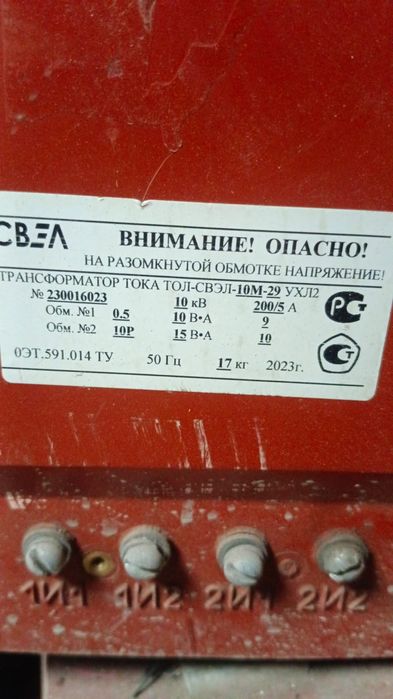 СВЭЛ
ВНИМАНИЕ! ОПАСНО!
НА РАЗОМКНУТОЙ ОБМОТКЕ НАПРЯЖЕНИЕ!
ТРАНСФОРМАТОР ТОКА ТОЛ-СВЭЛ-10М-29 УХЛ2
№ 230016023 10 кВ 200/5 А
Обм. №1 0.5 10 В•А 9
Обм. №2 10Р 15 В•А 10
0ЭТ.591.014 ТУ 50 Гц 17 кг 2023г.
РСТ
СТ
1И1 1И2 2И1 2И2